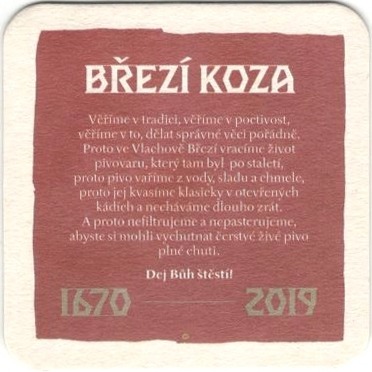 BŘEZÍ KOZA
Věříme v tradici, věříme v poctivost,
věříme v to, dělat správné věci pořádně.
Proto ve Vlachově Březí vracíme život
pivovaru, který tam byl po staletí,
proto pivo vaříme z vody, sladu a chmele,
proto jej kvasíme klasicky v otevřených
kádích a necháváme dlouho zrát.
A proto nefiltrujeme a nepasterujeme,
abyste si mohli vychutnat čerstvé živé pivo
plné chuti.
Dej Bůh štěstí!
1670 2019